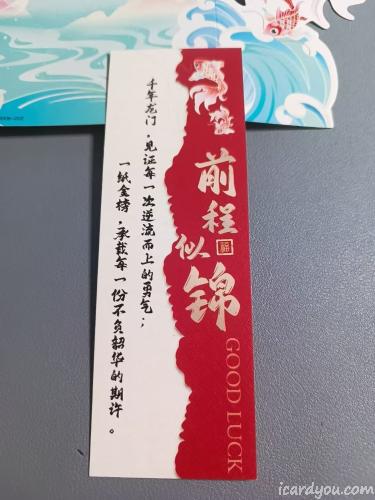 前程似锦
福
GOOD LUCK
千年龙门，见证每一次逆流而上的勇气；
一纸金榜，承载每一份不负韶华的期许。
icardyou.com